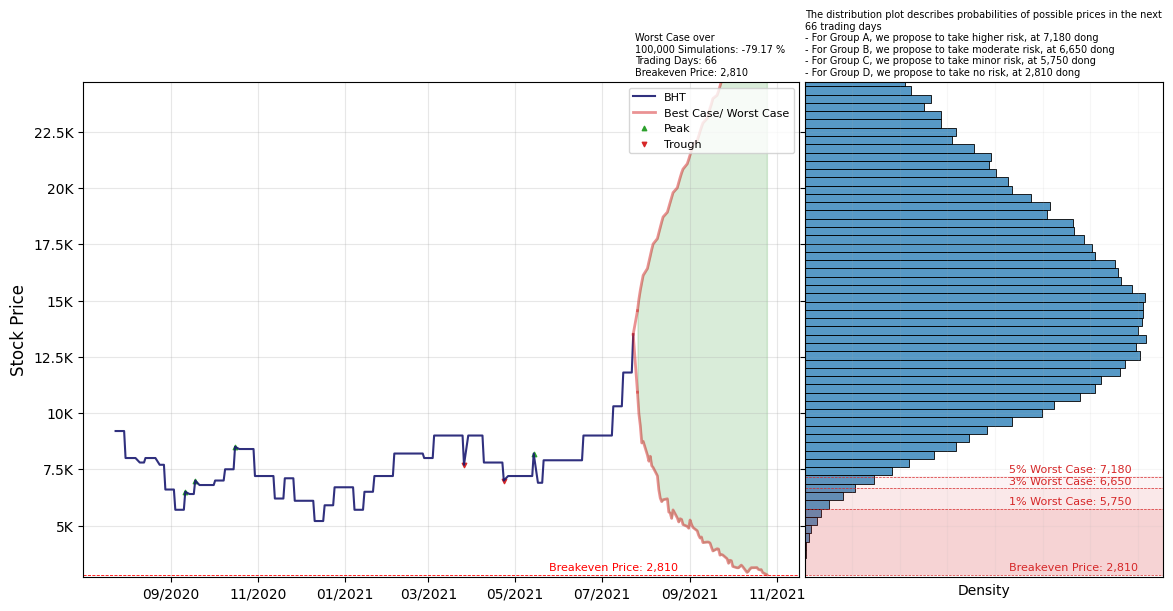 The distribution plot describes probabilities of possible prices in the next
66 trading days
- For Group A, we propose to take higher risk, at 7,180 dong
- For Group B, we propose to take moderate risk, at 6,650 dong
- For Group C, we propose to take minor risk, at 5,750 dong
- For Group D, we propose to take no risk, at 2,810 dong
Worst Case over
100,000 Simulations: -79.17 %
Trading Days: 66
Breakeven Price: 2,810
BHT
Best Case/ Worst Case
Peak
Trough
Stock Price
22.5K
20K
17.5K
15K
12.5K
10K
7.5K
5K
Breakeven Price: 2,810
09/2020
11/2020
01/2021
03/2021
05/2021
07/2021
09/2021
11/2021
5% Worst Case: 7,180
3% Worst Case: 6,650
1% Worst Case: 5,750
Breakeven Price: 2,810
Density